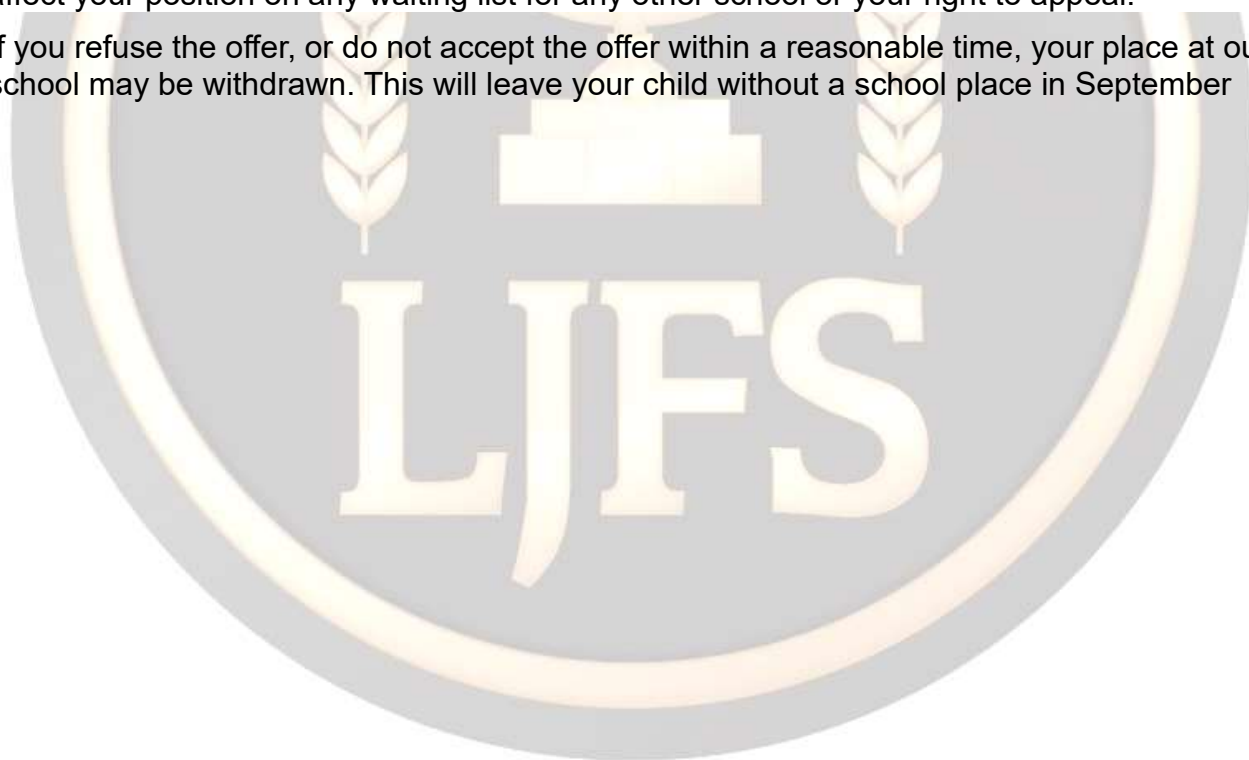 affect your position on any waiting list for any other school or your right to appeal.
f you refuse the offer, or do not accept the offer within a reasonable time, your place at ou
school may be withdrawn. This will leave your child without a school place in September
LJFS